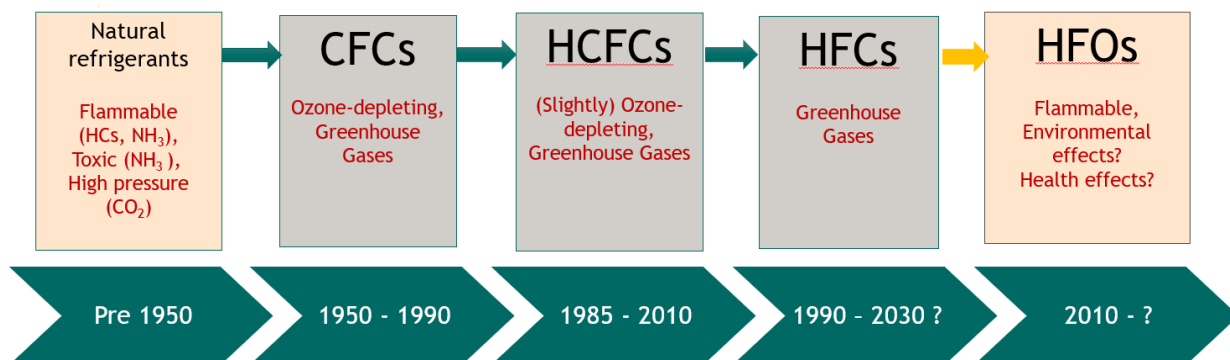 Natural
refrigerants
Flammable
(HCs, NH₃),
Toxic (NH₃ ),
High pressure
(CO₂)
CFCs
Ozone-depleting,
Greenhouse
Gases
HCFCs
(Slightly) Ozone-
depleting,
Greenhouse Gases
HFCs
Greenhouse
Gases
HFOs
Flammable,
Environmental
effects?
Health effects?
Pre 1950
1950 - 1990
1985 - 2010
1990 – 2030 ?
2010 - ?